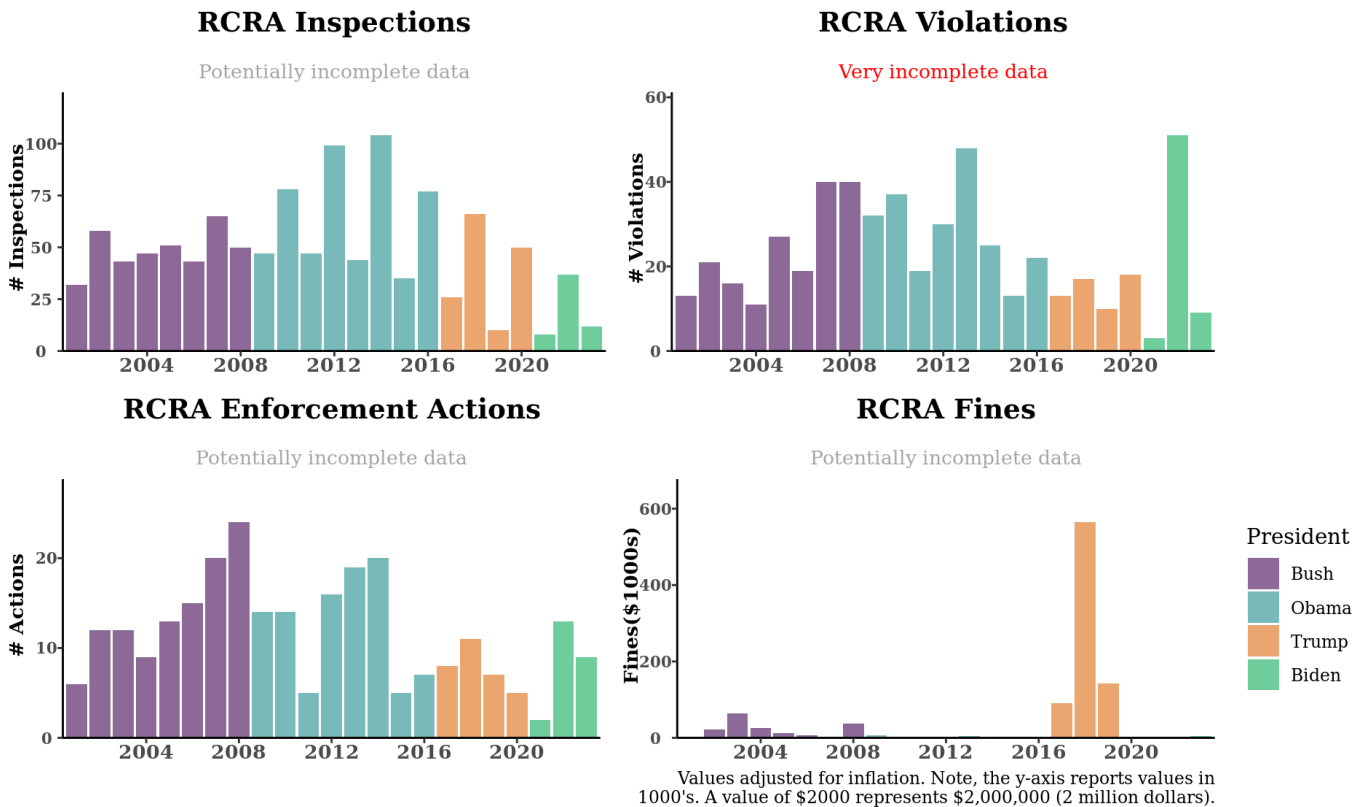 RCRA Inspections
Potentially incomplete data
# Inspections
100
75
50
25
0
2004 2008 2012 2016 2020
RCRA Violations
Very incomplete data
# Violations
60
40
20
0
2004 2008 2012 2016 2020
RCRA Enforcement Actions
Potentially incomplete data
# Actions
20
10
0
2004 2008 2012 2016 2020
RCRA Fines
Potentially incomplete data
Fines($1000s)
600
400
200
0
2004 2008 2012 2016 2020
President
Bush
Obama
Trump
Biden
Values adjusted for inflation. Note, the y-axis reports values in
1000's. A value of $2000 represents $2,000,000 (2 million dollars).